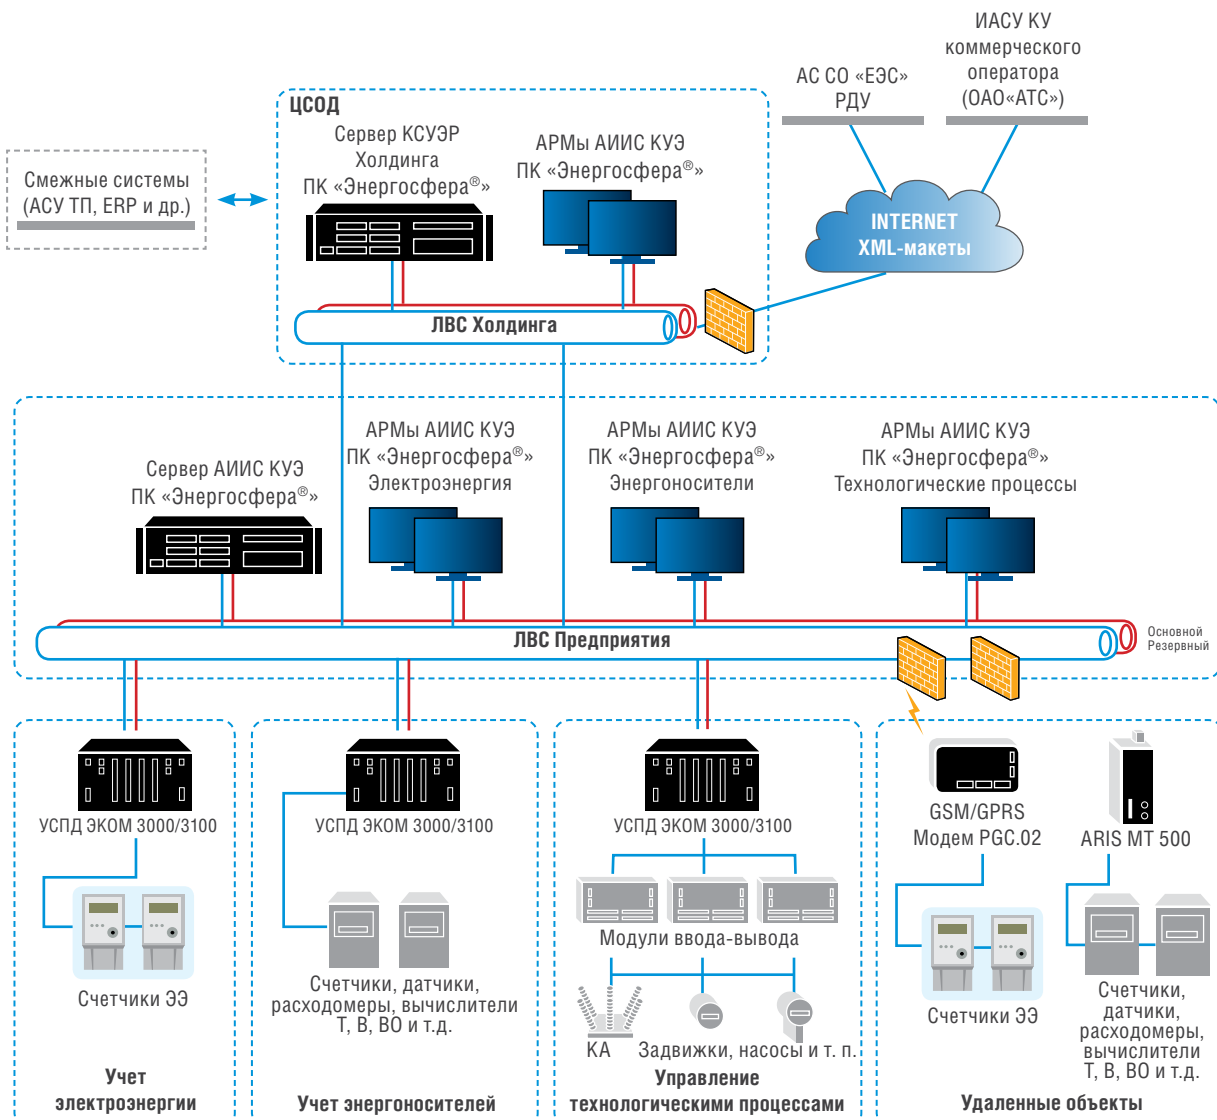 ИАСУ КУ
коммерческого
оператора
(ОАО«АТС»)
АС СО «ЕЭС»
РДУ
ЦСОД
Сервер КСУЭР
Холдинга
ПК «Энергосфера®»
АРМы АИИС КУЭ
ПК «Энергосфера®»
Смежные системы
(АСУ ТП, ERP и др.)
INTERNET
XML-макеты
ЛВС Холдинга
Сервер АИИС КУЭ
ПК «Энергосфера®»
АРМы АИИС КУЭ
ПК «Энергосфера®»
Электроэнергия
АРМы АИИС КУЭ
ПК «Энергосфера®»
Энергоносители
АРМы АИИС КУЭ
ПК «Энергосфера®»
Технологические процессы
ЛВС Предприятия
Основной
Резервный
УСПД ЭКОМ 3000/3100
Счетчики ЭЭ
Учет
электроэнергии
УСПД ЭКОМ 3000/3100
Счетчики, датчики,
расходомеры, вычислители
Т, В, ВО и т.д.
Учет энергоносителей
УСПД ЭКОМ 3000/3100
Модули ввода-вывода
КА
Задвижки, насосы и т. п.
Управление
технологическими процессами
GSM/GPRS
Модем PGC.02
Счетчики ЭЭ
ARIS MT 500
Счетчики,
датчики,
расходомеры,
вычислители
Т, В, ВО и т.д.
Удаленные объекты